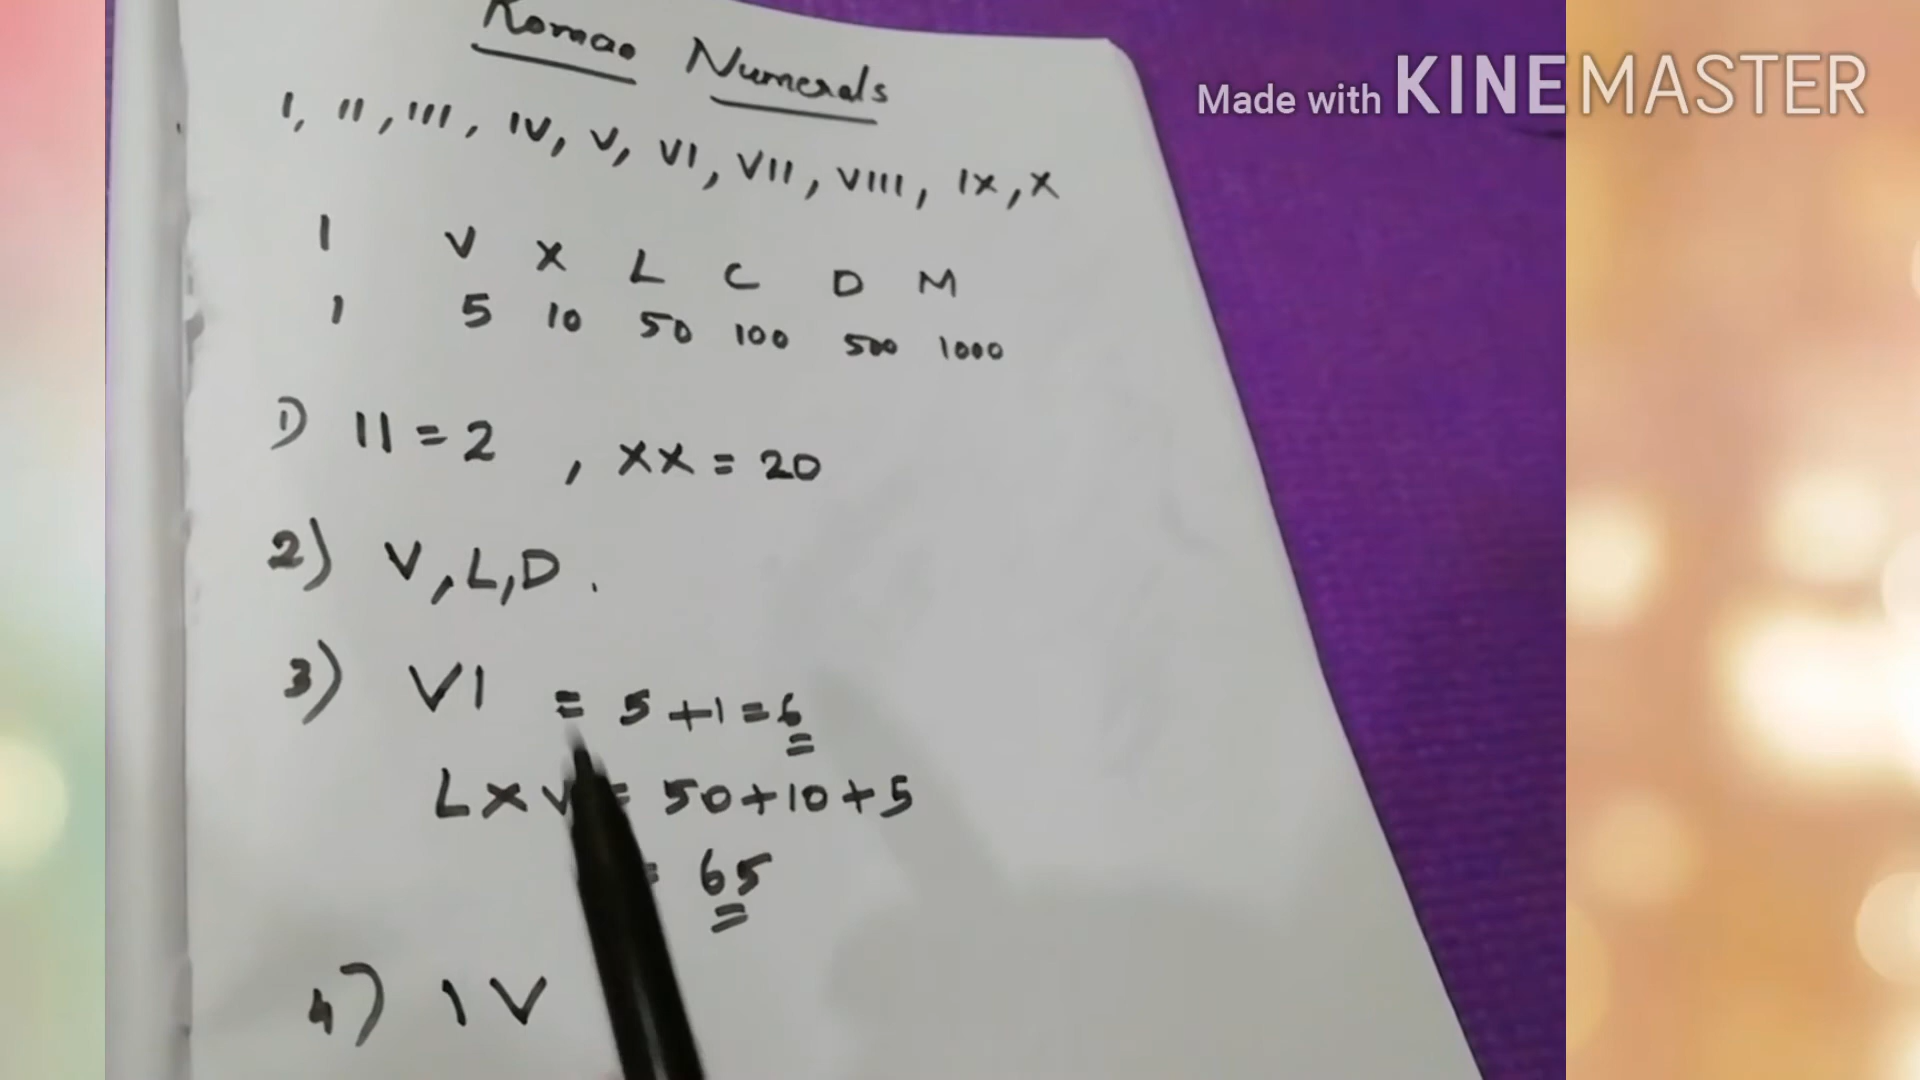 Roman Numerals
Made with KINEMASTER
I, II, III, IV, V, VI, VII, VIII, IX, X
I V X L C D M
1 5 10 50 100 500 1000
1) II = 2 , XX = 20
2) V, L, D .
3) VI = 5 + 1 = 6
LXV = 50 + 10 + 5
= 65
4) IV